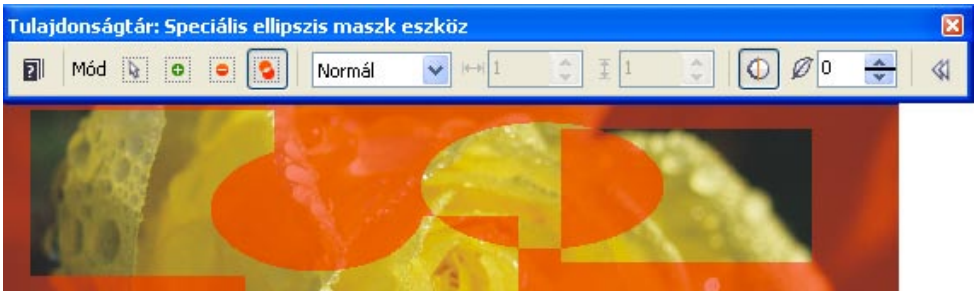 Tulajdonságtár: Speciális ellipszis maszk eszköz
Mód Normál 1 1 0